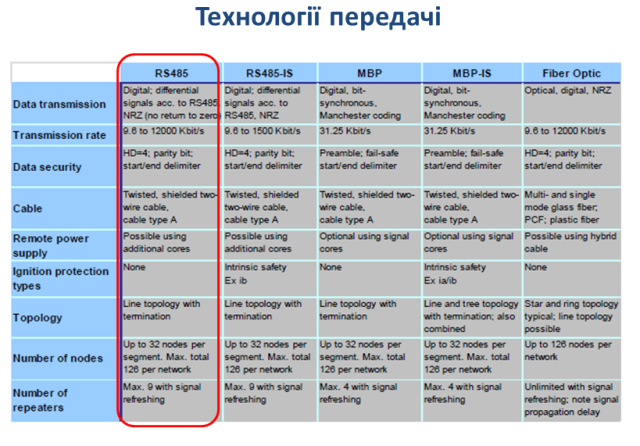 Технології передачі
RS485 RS485-IS MBP MBP-IS Fiber Optic
Data transmission
Digital; differential
signals acc. to RS485,
NRZ (no return to zero)
Digital; differential
signals acc. to
RS485, NRZ
Digital, bit-
synchronous,
Manchester coding
Digital, bit-
synchronous,
Manchester coding
Optical, digital, NRZ
Transmission rate
9.6 to 12000 Kbit/s
9.6 to 1500 Kbit/s
31.25 Kbit/s
31.25 Kbit/s
9.6 to 12000 Kbit/s
Data security
HD=4; parity bit;
start/end delimiter
HD=4; parity bit;
start/end delimiter
Preamble; fail-safe
start/end delimiter
Preamble; fail-safe
start/end delimiter
HD=4; parity bit;
start/end delimiter
Cable
Twisted, shielded two-
wire cable,
cable type A
Twisted, shielded
two-wire cable,
cable type A
Twisted, shielded two-
wire cable,
cable type A
Twisted, shielded two-
wire cable,
cable type A
Multi- and single
mode glass fiber;
PCF; plastic fiber
Remote power
supply
Possible using
additional cores
Possible using
additional cores
Optional using signal
cores
Optional using signal
cores
Possible using hybrid
cable
Ignition protection
types
None
Intrinsic safety
Ex ib
None
Intrinsic safety
Ex ia/ib
None
Topology
Line topology with
termination
Line topology with
termination
Line topology with
termination
Line and tree topology
with termination; also
combined
Star and ring topology
typical; line topology
possible
Number of nodes
Up to 32 nodes per
segment. Max. total
126 per network
Up to 32 nodes per
segment. Max. total
126 per network
Up to 32 nodes per
segment. Max. total
126 per network
Up to 32 nodes per
segment. Max. total
126 per network
Up to 126 nodes per
network
Number of
repeaters
Max. 9 with signal
refreshing
Max. 9 with signal
refreshing
Max. 4 with signal
refreshing
Max. 4 with signal
refreshing
Unlimited with signal
refreshing; note signal
propagation delay